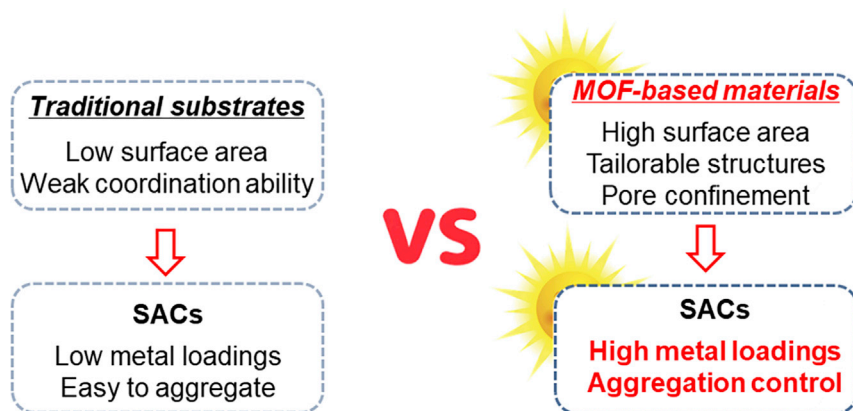 Traditional substrates
Low surface area
Weak coordination ability
SACs
Low metal loadings
Easy to aggregate
VS
MOF-based materials
High surface area
Tailorable structures
Pore confinement
SACs
High metal loadings
Aggregation control